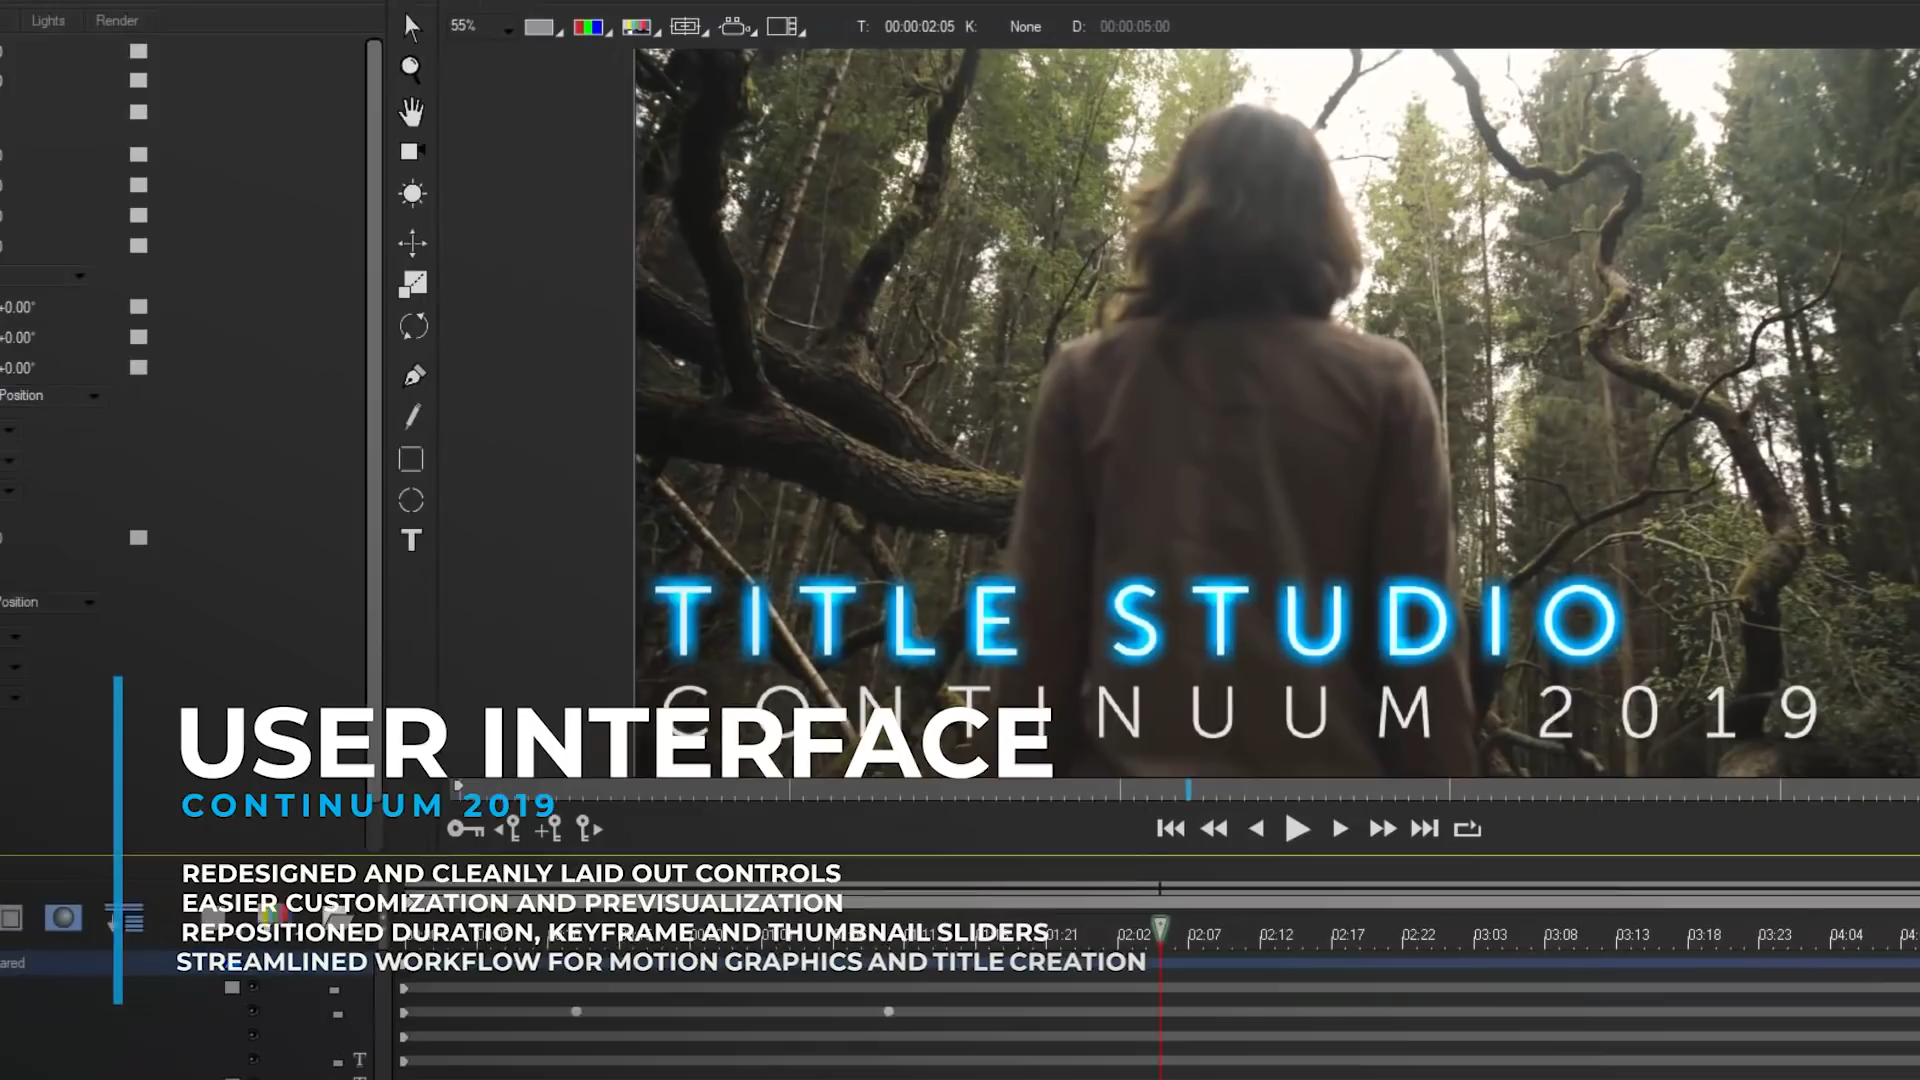 Lights Render
55% T: 00:00:02:05 K: None D: 00:00:05:00
+0.00°
+0.00°
+0.00°
Position
TITLE STUDIO
CONTINUUM 2019
USER INTERFACE
CONTINUUM 2019
REDESIGNED AND CLEANLY LAID OUT CONTROLS
EASIER CUSTOMIZATION AND PREVISUALIZATION
REPOSITIONED DURATION, KEYFRAME AND THUMBNAIL SLIDERS
STREAMLINED WORKFLOW FOR MOTION GRAPHICS AND TITLE CREATION
01:21 02:02 02:07 02:12 02:17 02:22 03:03 03:08 03:13 03:18 03:23 04:04